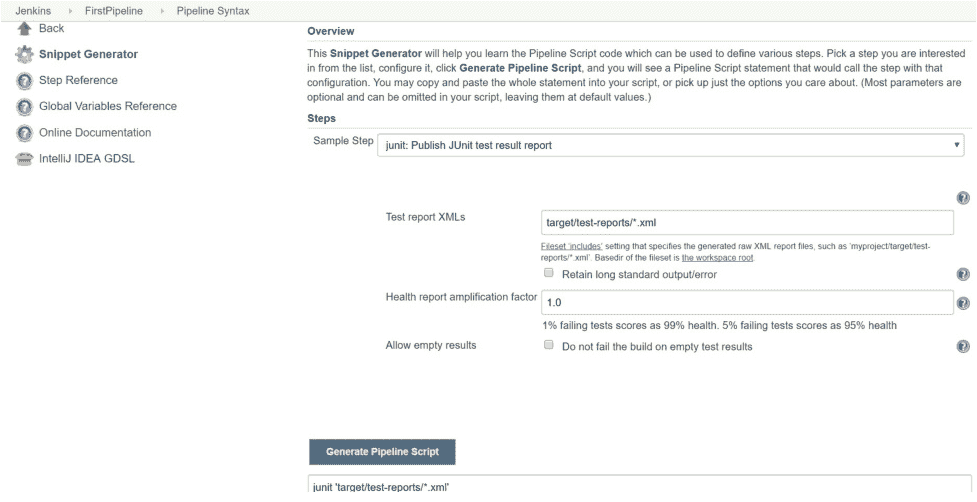 Jenkins FirstPipeline Pipeline Syntax
Back
Snippet Generator
Step Reference
Global Variables Reference
Online Documentation
IntelliJ IDEA GDSL
Overview
This Snippet Generator will help you learn the Pipeline Script code which can be used to define various steps. Pick a step you are interested
in from the list, configure it, click Generate Pipeline Script, and you will see a Pipeline Script statement that would call the step with that
configuration. You may copy and paste the whole statement into your script, or pick up just the options you care about. (Most parameters are
optional and can be omitted in your script, leaving them at default values.)
Steps
Sample Step junit: Publish JUnit test result report
Test report XMLs target/test-reports/*.xml
Fileset 'includes' setting that specifies the generated raw XML report files, such as 'myproject/target/test-
reports/*.xml'. Basedir of the fileset is the workspace root.
Retain long standard output/error
Health report amplification factor 1.0
1% failing tests scores as 99% health. 5% failing tests scores as 95% health
Allow empty results Do not fail the build on empty test results
Generate Pipeline Script
junit 'target/test-reports/*.xml'